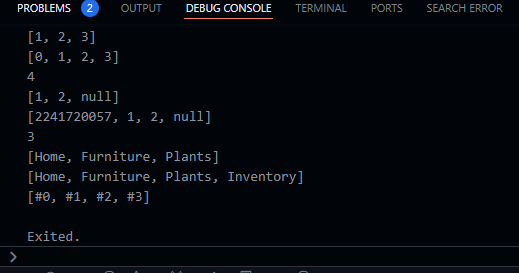 PROBLEMS 2 OUTPUT DEBUG CONSOLE TERMINAL PORTS SEARCH ERROR
[1, 2, 3]
[0, 1, 2, 3]
4
[1, 2, null]
[2241720057, 1, 2, null]
3
[Home, Furniture, Plants]
[Home, Furniture, Plants, Inventory]
[#0, #1, #2, #3]
Exited.
>